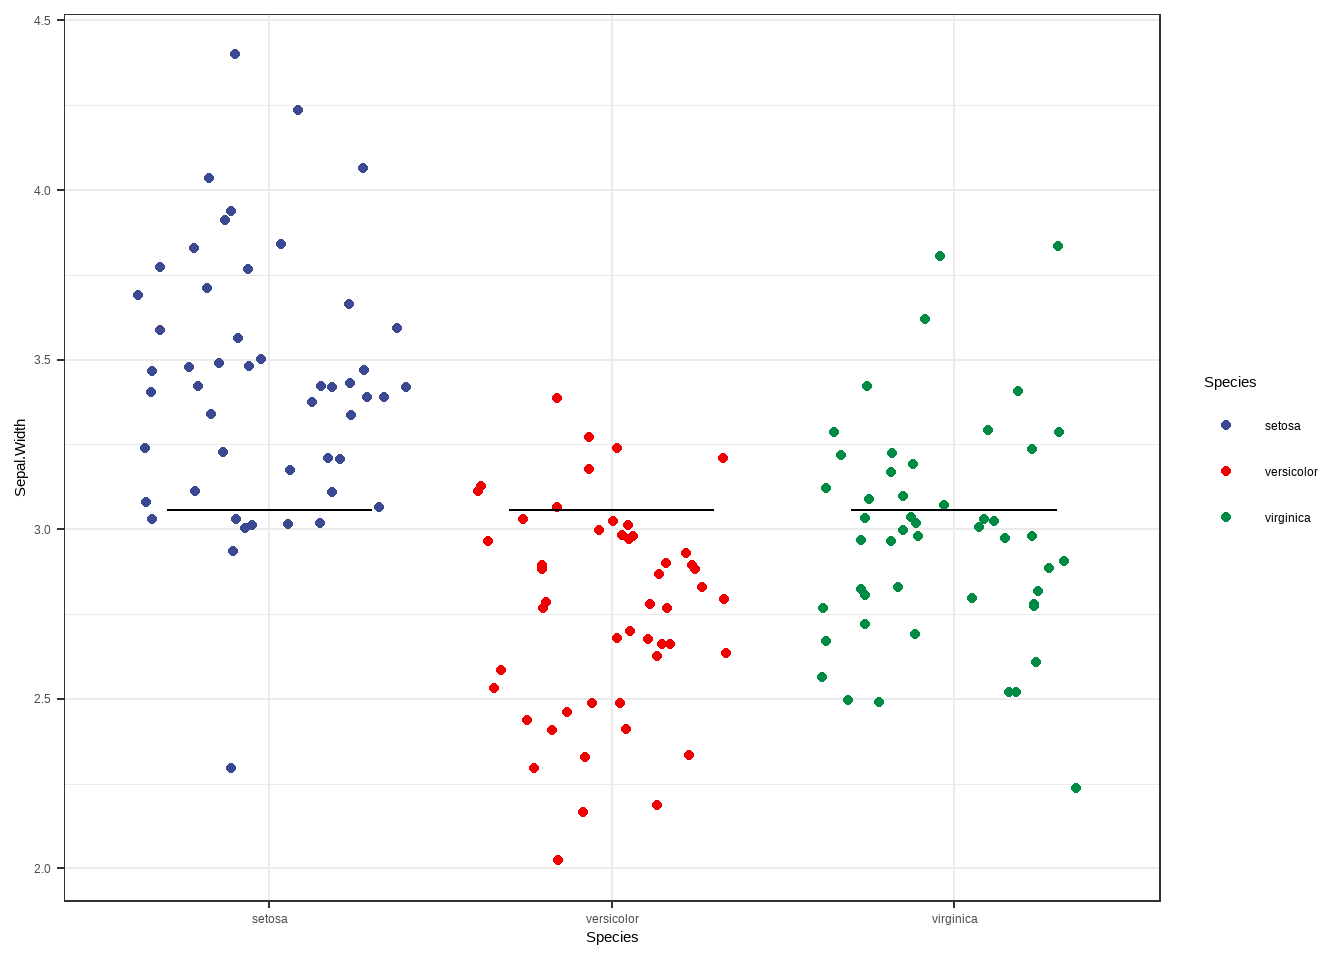 4.5
4.0
3.5
3.0
2.5
2.0
Sepal.Width
setosa
versicolor
virginica
Species
Species
setosa
versicolor
virginica